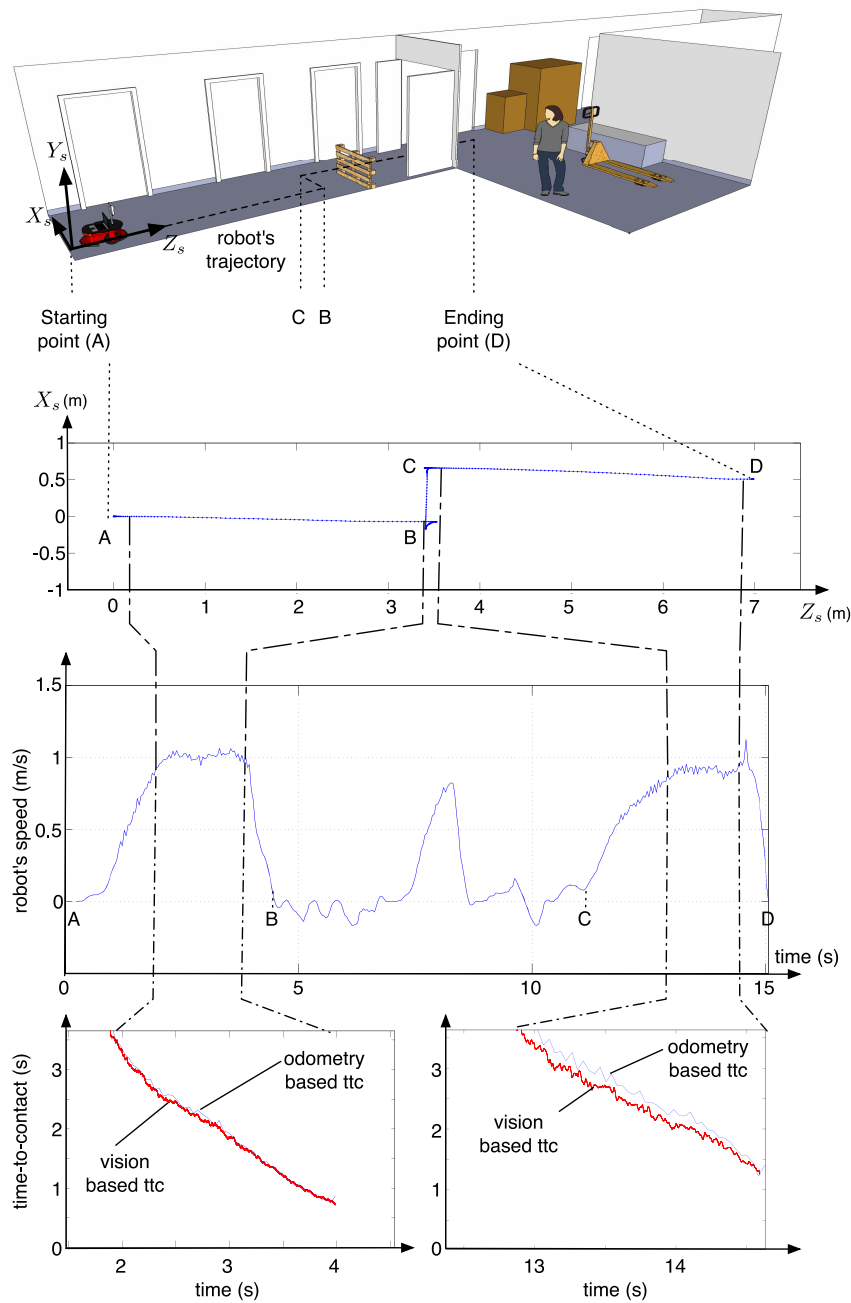 Y_s
X_s
Z_s
robot's
trajectory
C B
Starting
point (A)
Ending
point (D)
X_s (m)
1
0.5
0
-0.5
-1
A
B
C
D
0 1 2 3 4 5 6 7
Z_s (m)
robot's speed (m/s)
1.5
1
0.5
0
A
B
C
D
time (s)
0 5 10 15
time-to-contact (s)
3
2
1
0
odometry
based ttc
vision
based ttc
2 3 4
time (s)
3
2
1
0
odometry
based ttc
vision
based ttc
13 14
time (s)